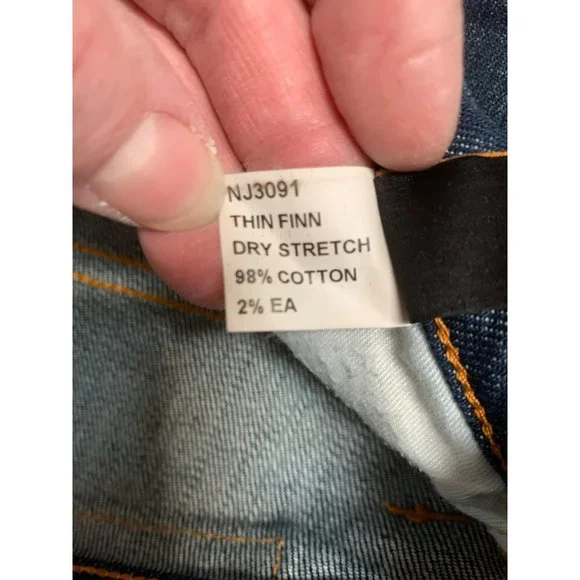 NJ3091
THIN FINN
DRY STRETCH
98% COTTON
2% EA